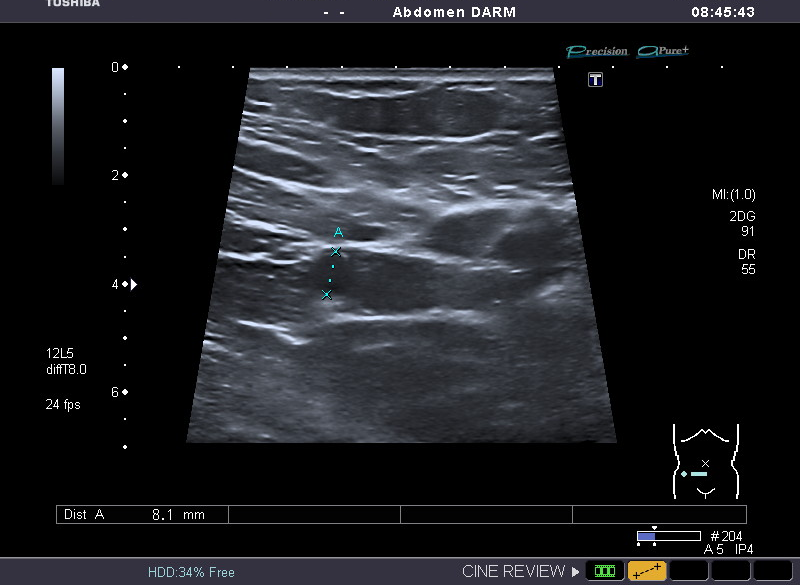 TOSHIBA
- - Abdomen DARM 08:45:43
Precision APure+
T
0
2
4
6
A
MI:(1.0)
2DG
91
DR
55
12L5
diffT8.0
24 fps
Dist A 8.1 mm
#204
A 5 IP4
HDD:34% Free
CINE REVIEW